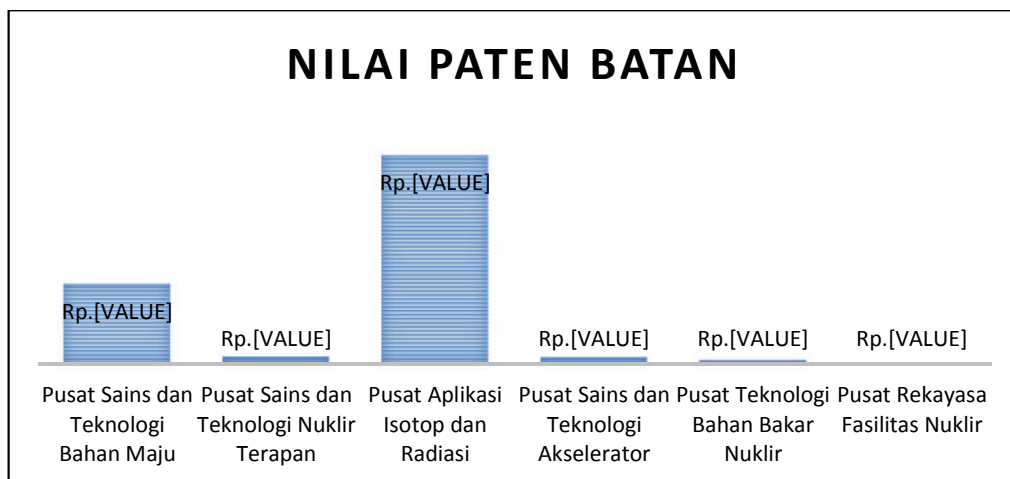 NILAI PATEN BATAN
Rp.[VALUE]
Rp.[VALUE]
Rp.[VALUE]
Rp.[VALUE]
Rp.[VALUE]
Rp.[VALUE]
Pusat Sains dan
Teknologi
Bahan Maju
Pusat Sains dan
Teknologi Nuklir
Terapan
Pusat Aplikasi
Isotop dan
Radiasi
Pusat Sains dan
Teknologi
Akselerator
Pusat Teknologi
Bahan Bakar
Nuklir
Pusat Rekayasa
Fasilitas Nuklir